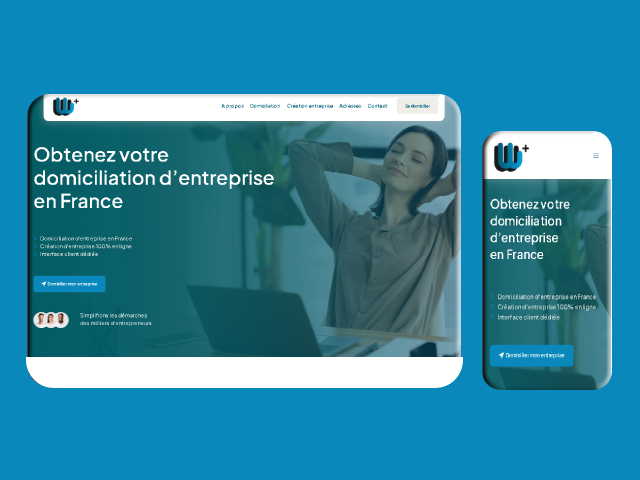 W+
A propos Domiciliation Création entreprise Adresses Contact Se domicilier
Obtenez votre
domiciliation d'entreprise
en France
Domiciliation d'entreprise en France
Création d'entreprise 100% en ligne
Interface client dédiée
Domicilier mon entreprise
Simplifions les démarches
des milliers d'entrepreneurs
W+
Obtenez votre
domiciliation
d'entreprise
en France
Domiciliation d'entreprise en France
Création d'entreprise 100% en ligne
Interface client dédiée
Domicilier mon entreprise